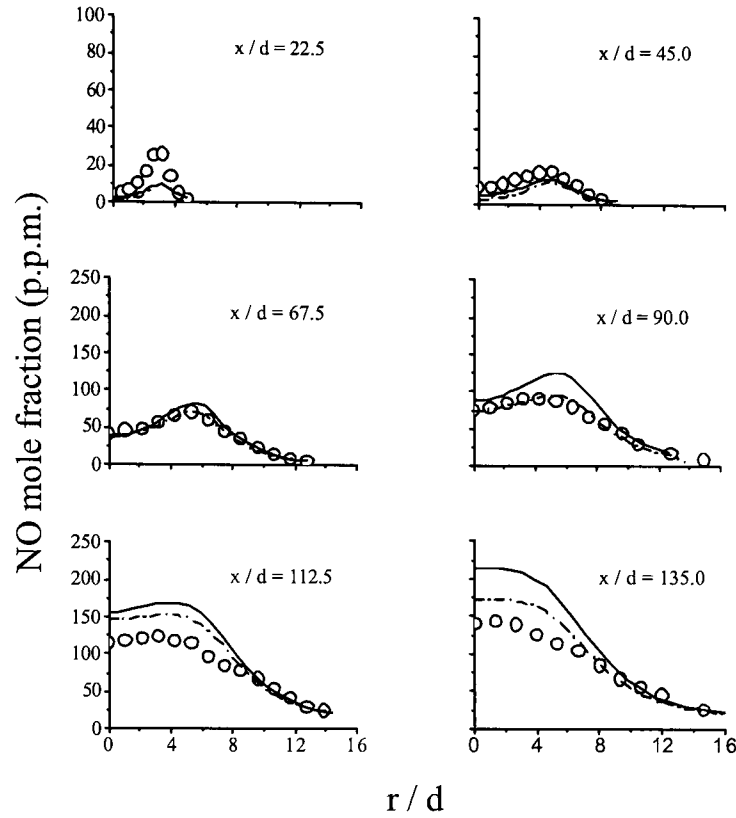 100
80
60
40
20
0
x / d = 22.5
x / d = 45.0
250
200
150
100
50
0
x / d = 67.5
x / d = 90.0
250
200
150
100
50
0
x / d = 112.5
x / d = 135.0
0 4 8 12 16
0 4 8 12 16
NO mole fraction (p.p.m.)
r / d